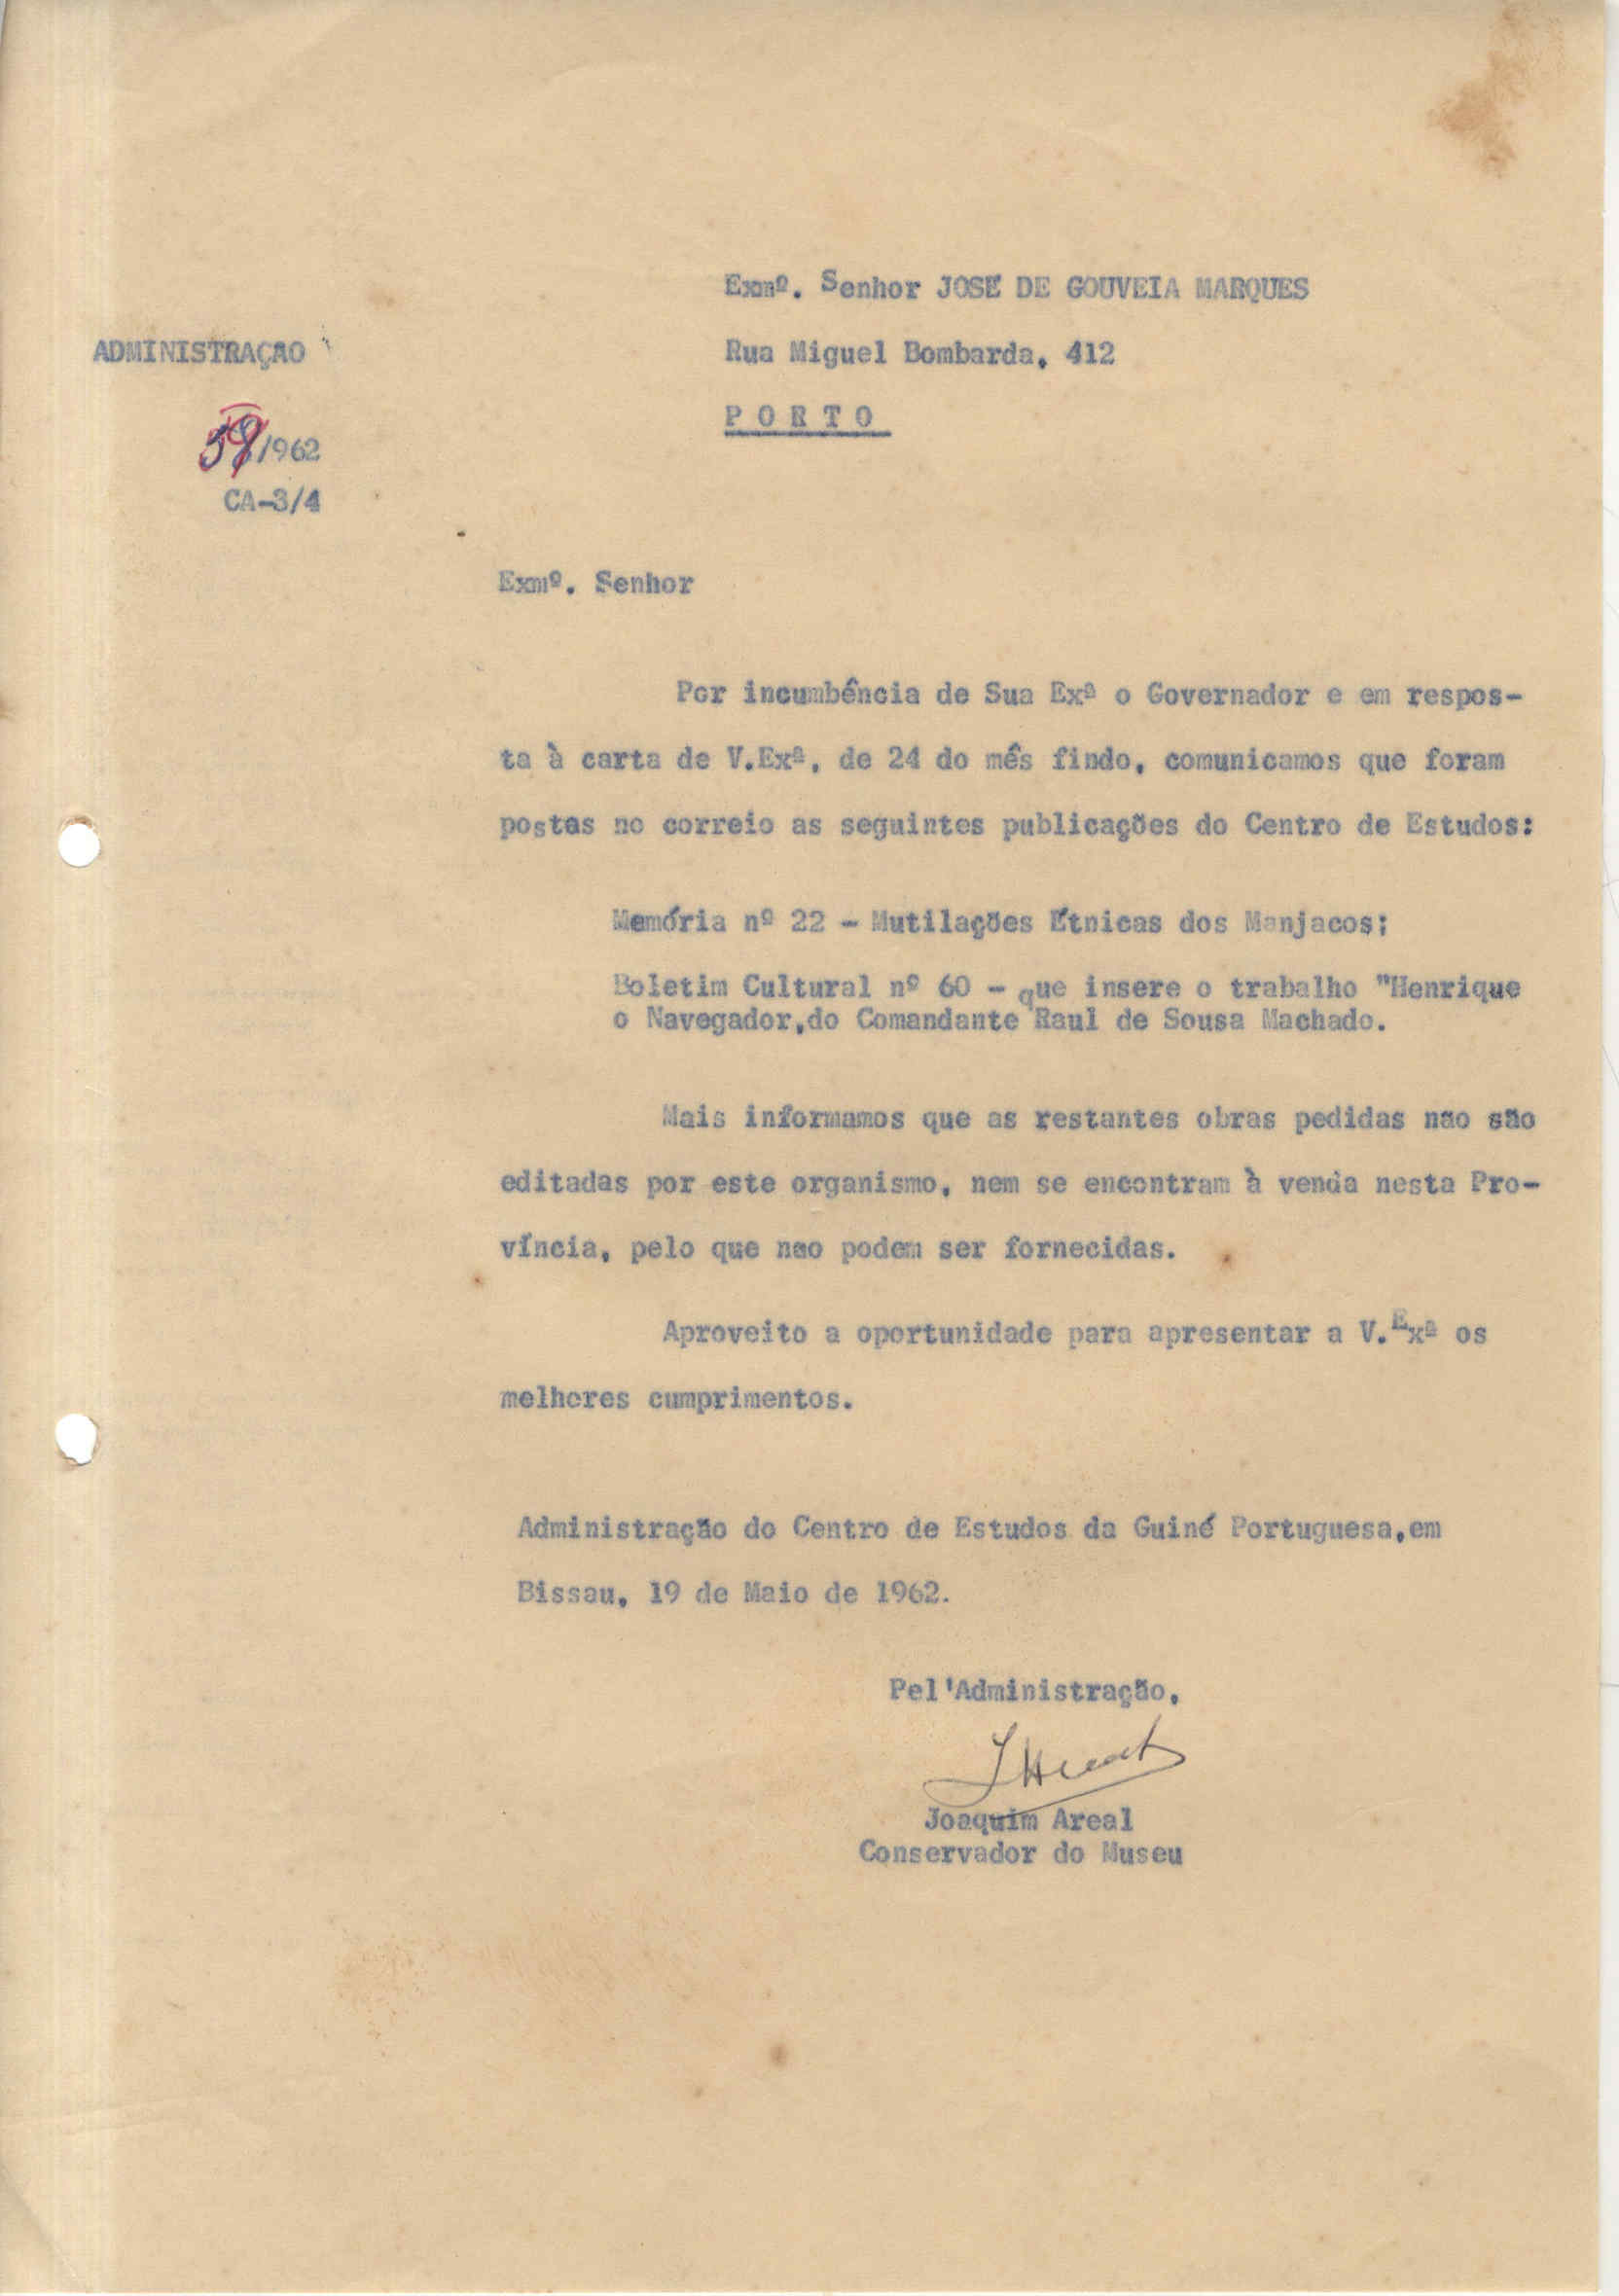 Exmº. Senhor JOSÉ DE GOUVEIA MARQUES
ADMINISTRAÇÃO
Rua Miguel Bombarda, 412
PORTO
/1962
CA-3/4
Exmº. Senhor
Por incumbência de Sua Exª o Governador e em respos-
ta à carta de V.Exª, de 24 do mês findo, comunicamos que foram
postas no correio as seguintes publicações do Centro de Estudos:
Memória nº 22 - Mutilações Étnicas dos Manjacos;
Boletim Cultural nº 60 - que insere o trabalho "Henrique
o Navegador,do Comandante Raul de Sousa Machado.
Mais informamos que as restantes obras pedidas não são
editadas por este organismo, nem se encontram à venda nesta Pro-
víncia, pelo que não podem ser fornecidas.
Aproveito a oportunidade para apresentar a V.Exª os
melhores cumprimentos.
Administração do Centro de Estudos da Guiné Portuguesa,em
Bissau, 19 de Maio de 1962.
Pel'Administração,
Joaquim Areal
Conservador do Museu